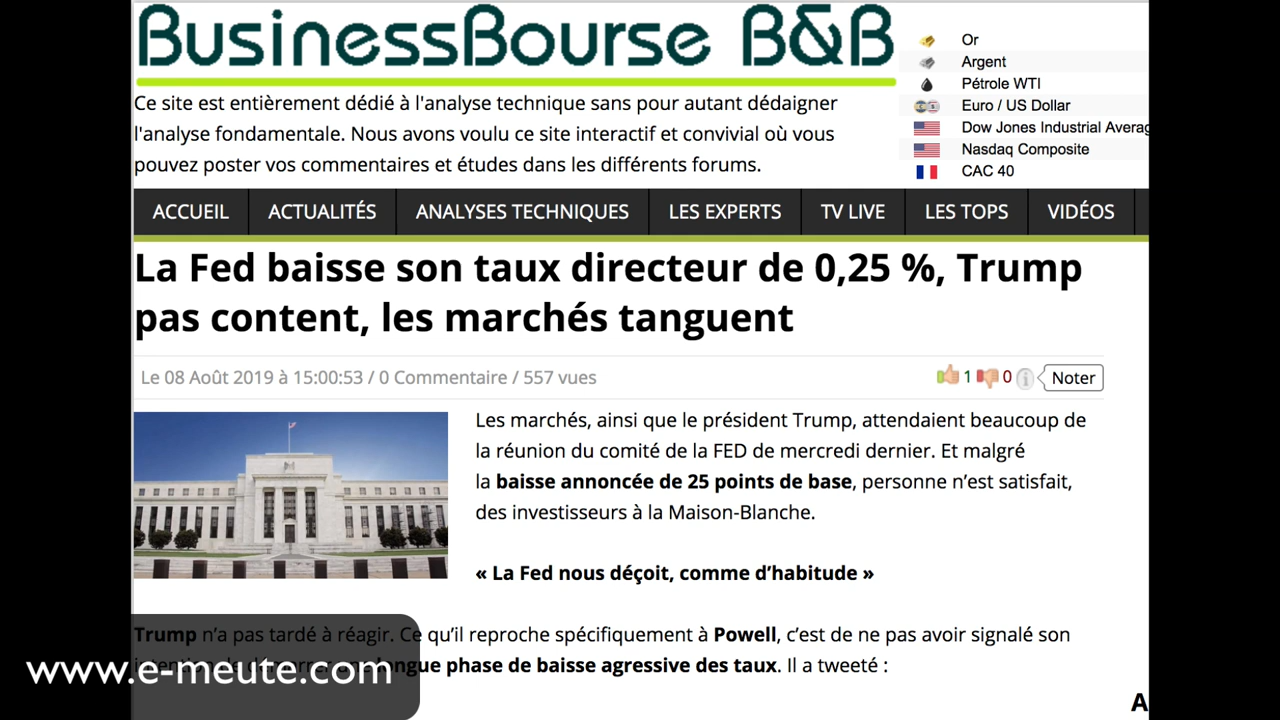 BusinessBourse B&B
Ce site est entièrement dédié à l'analyse technique sans pour autant dédaigner
l'analyse fondamentale. Nous avons voulu ce site interactif et convivial où vous
pouvez poster vos commentaires et études dans les différents forums.
Or
Argent
Pétrole WTI
Euro / US Dollar
Dow Jones Industrial Averag
Nasdaq Composite
CAC 40
ACCUEIL ACTUALITÉS ANALYSES TECHNIQUES LES EXPERTS TV LIVE LES TOPS VIDÉOS
La Fed baisse son taux directeur de 0,25 %, Trump
pas content, les marchés tanguent
Le 08 Août 2019 à 15:00:53 / 0 Commentaire / 557 vues
1 0 Noter
Les marchés, ainsi que le président Trump, attendaient beaucoup de
la réunion du comité de la FED de mercredi dernier. Et malgré
la baisse annoncée de 25 points de base, personne n'est satisfait,
des investisseurs à la Maison-Blanche.
« La Fed nous déçoit, comme d'habitude »
Trump n'a pas tardé à réagir. Ce qu'il reproche spécifiquement à Powell, c'est de ne pas avoir signalé son
longue phase de baisse agressive des taux. Il a tweeté :
www.e-meute.com
A